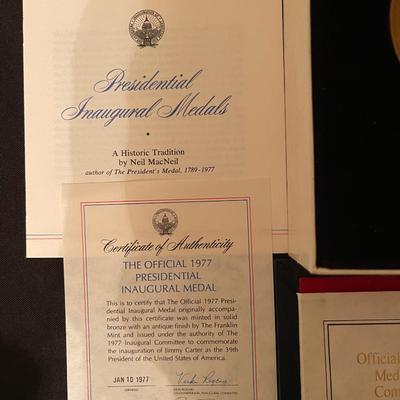 Presidential
Inaugural Medals
A Historic Tradition
by Neil MacNeil
author of The President's Medal, 1789-1977
Certificate of Authenticity
THE OFFICIAL 1977
PRESIDENTIAL
INAUGURAL MEDAL
This is to certify that The Official 1977 Presi-
dential Inaugural Medal originally accompa-
nied by this certificate was minted in solid
bronze with an antique finish by The Franklin
Mint and issued under the authority of The
1977 Inaugural Committee to commemorate
the inauguration of Jimmy Carter as the 39th
President of the United States of America.
JAN 10 1977
Official
Med
Com